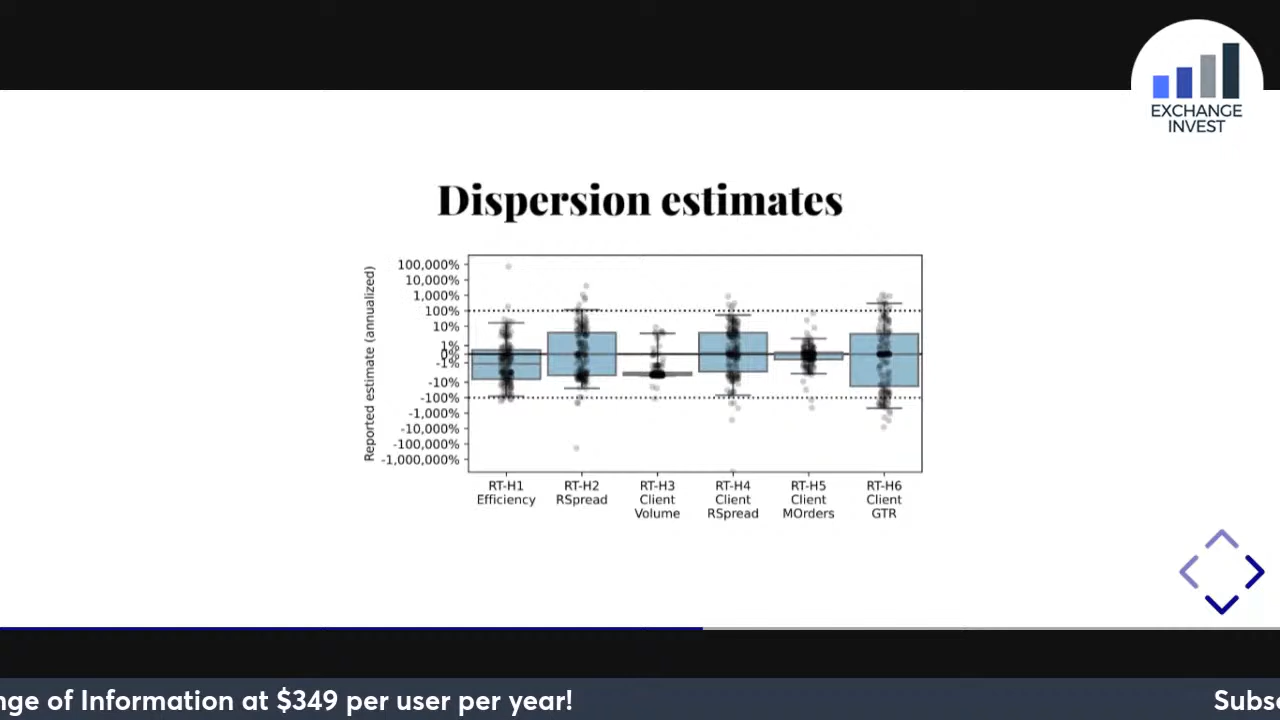 EXCHANGE
INVEST
Dispersion estimates
Reported estimate (annualized)
100,000%
10,000%
1,000%
100%
10%
1%
0%
-1%
-10%
-100%
-1,000%
-10,000%
-100,000%
-1,000,000%
RT-H1
Efficiency
RT-H2
RSpread
RT-H3
Client
Volume
RT-H4
Client
RSpread
RT-H5
Client
MOrders
RT-H6
Client
GTR
nge of Information at $349 per user per year!
Subsc